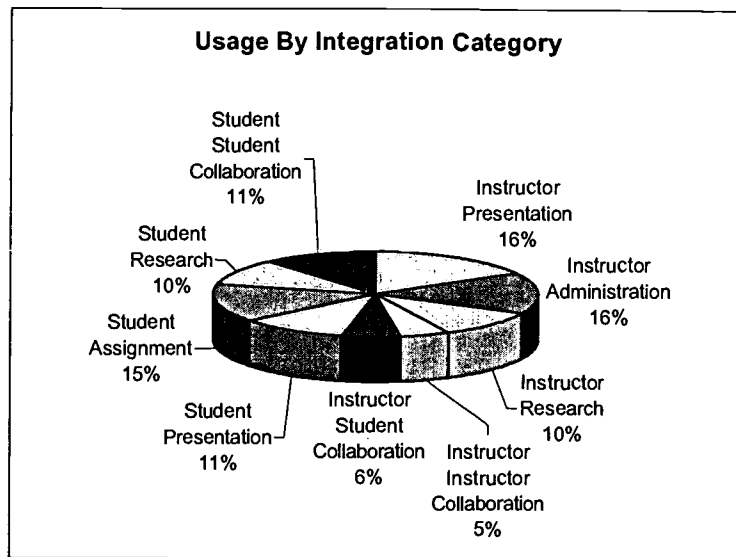 Usage By Integration Category
Student
Student
Collaboration
11%
Instructor
Presentation
16%
Student
Research
10%
Instructor
Administration
16%
Student
Assignment
15%
Instructor
Research
10%
Student
Presentation
11%
Instructor
Student
Collaboration
6%
Instructor
Instructor
Collaboration
5%